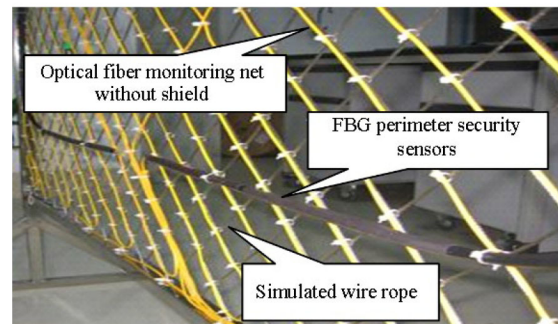 Optical fiber monitoring net
without shield
FBG perimeter security
sensors
Simulated wire rope